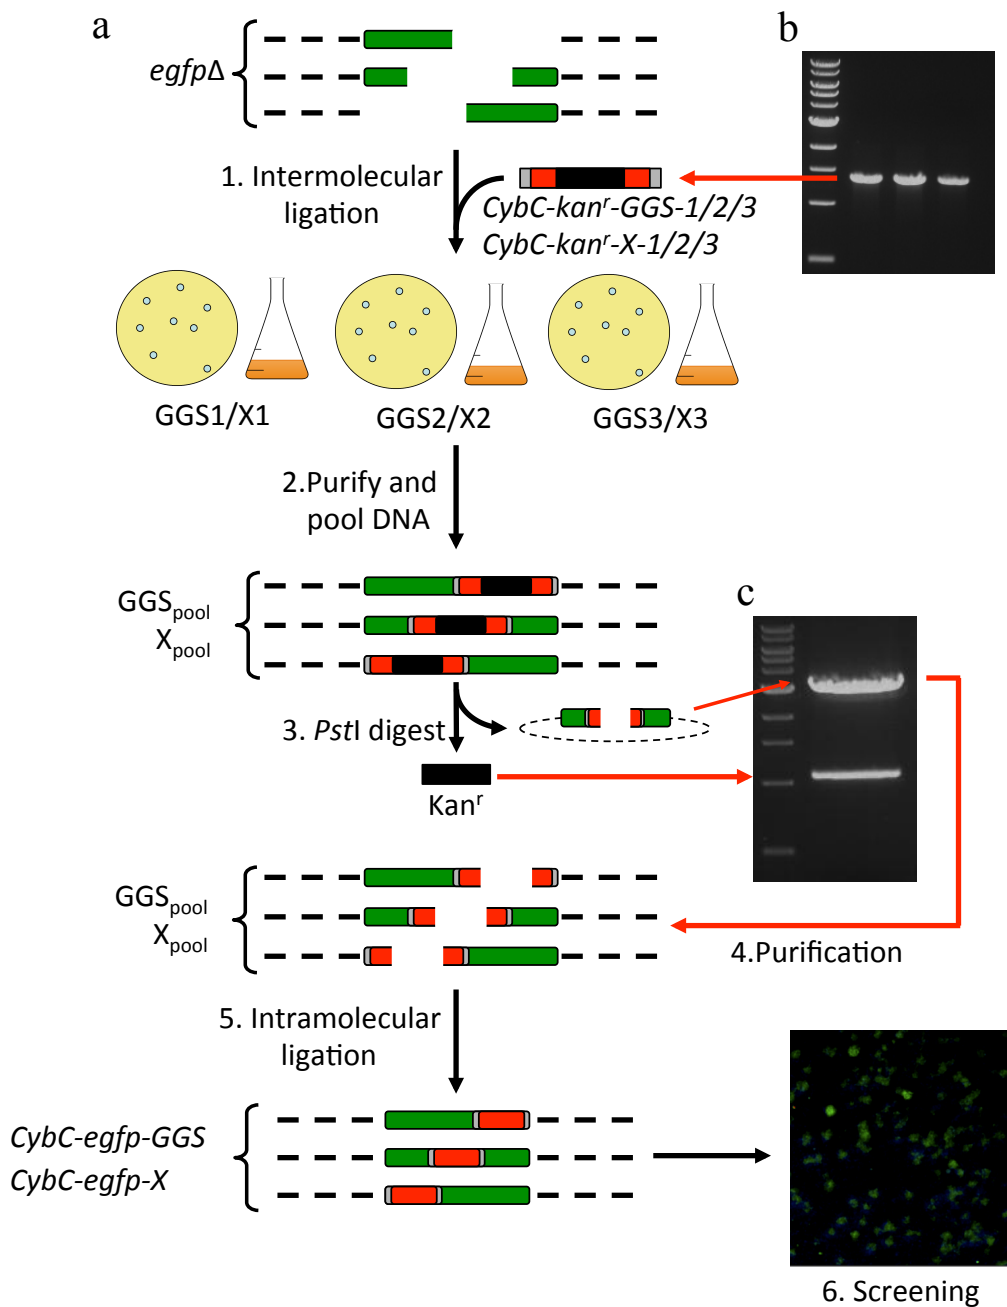 a
b
egfpΔ
1. Intermolecular
ligation
CybC-kanʳ-GGS-1/2/3
CybC-kanʳ-X-1/2/3
GGS1/X1
GGS2/X2
GGS3/X3
2.Purify and
pool DNA
c
GGSpool
Xpool
3. PstI digest
Kanʳ
GGSpool
Xpool
4.Purification
5. Intramolecular
ligation
CybC-egfp-GGS
CybC-egfp-X
6. Screening